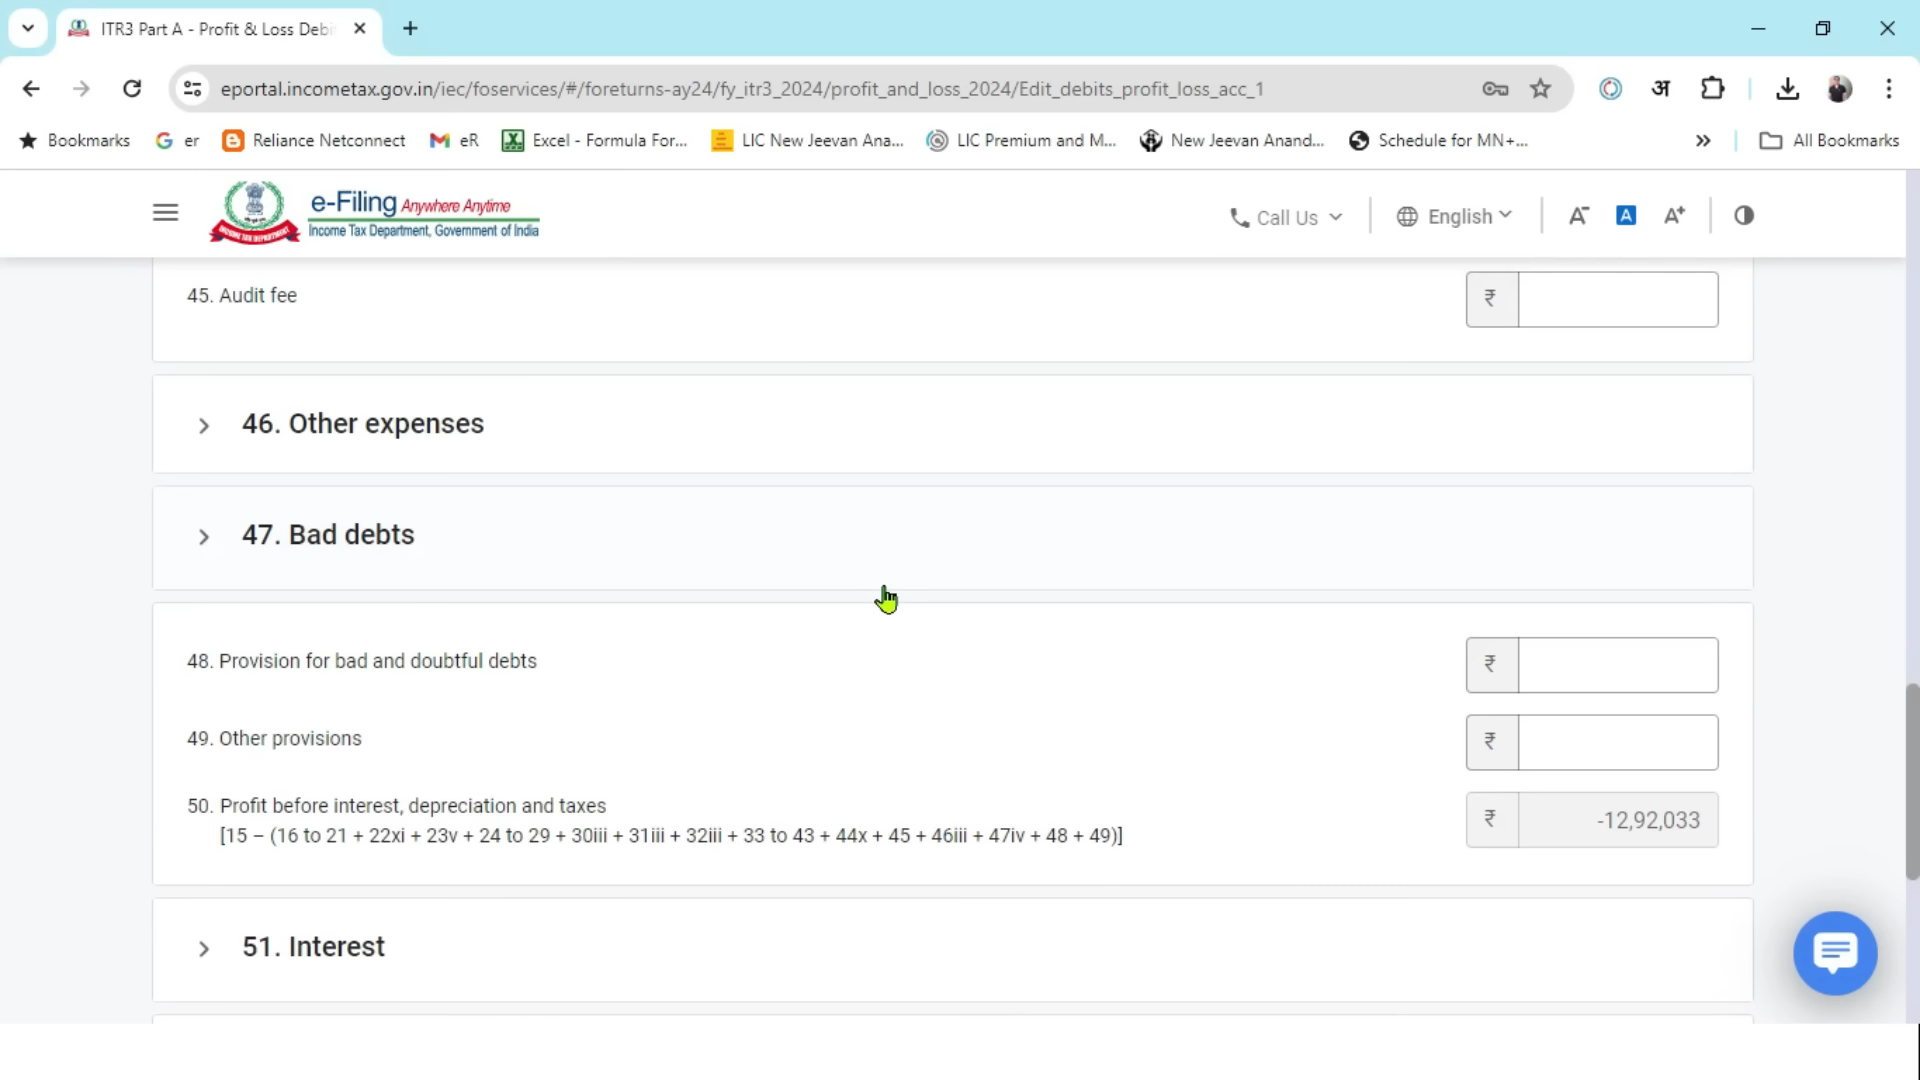 ITR3 Part A - Profit & Loss Debi
eportal.incometax.gov.in/iec/foservices/#/foreturns-ay24/fy_itr3_2024/profit_and_loss_2024/Edit_debits_profit_loss_acc_1
अ
Bookmarks G er Reliance Netconnect eR Excel - Formula For... LIC New Jeevan Ana... LIC Premium and M... New Jeevan Anand... Schedule for MN+... » All Bookmarks
e-Filing Anywhere Anytime
Income Tax Department, Government of India
INCOME TAX DEPARTMENT
Call Us English A- A A+
45. Audit fee ₹
46. Other expenses
47. Bad debts
48. Provision for bad and doubtful debts ₹
49. Other provisions ₹
50. Profit before interest, depreciation and taxes
[15 – (16 to 21 + 22xi + 23v + 24 to 29 + 30iii + 31iii + 32iii + 33 to 43 + 44x + 45 + 46iii + 47iv + 48 + 49)] ₹ -12,92,033
51. Interest